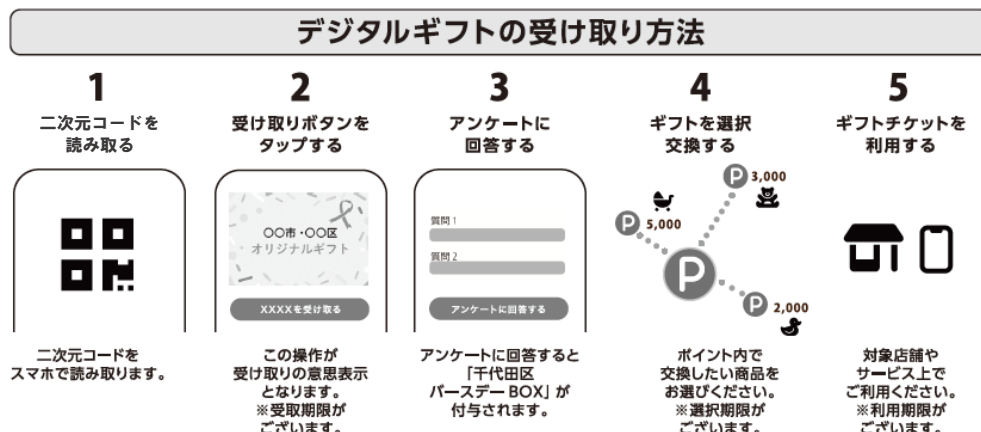 デジタルギフトの受け取り方法
1
二次元コードを
読み取る
二次元コードを
スマホで読み取ります。
2
受け取りボタンを
タップする
〇〇市・〇〇区
オリジナルギフト
XXXXを受け取る
この操作が
受け取りの意思表示
となります。
※受取期限が
ございます。
3
アンケートに
回答する
質問 1
質問 2
アンケートに回答する
アンケートに回答すると
「千代田区
バースデー BOX」が
付与されます。
4
ギフトを選択
交換する
P 3,000
P 5,000
P
P 2,000
ポイント内で
交換したい商品を
お選びください。
※選択期限が
ございます。
5
ギフトチケットを
利用する
対象店舗や
サービス上で
ご利用ください。
※利用期限が
ございます。